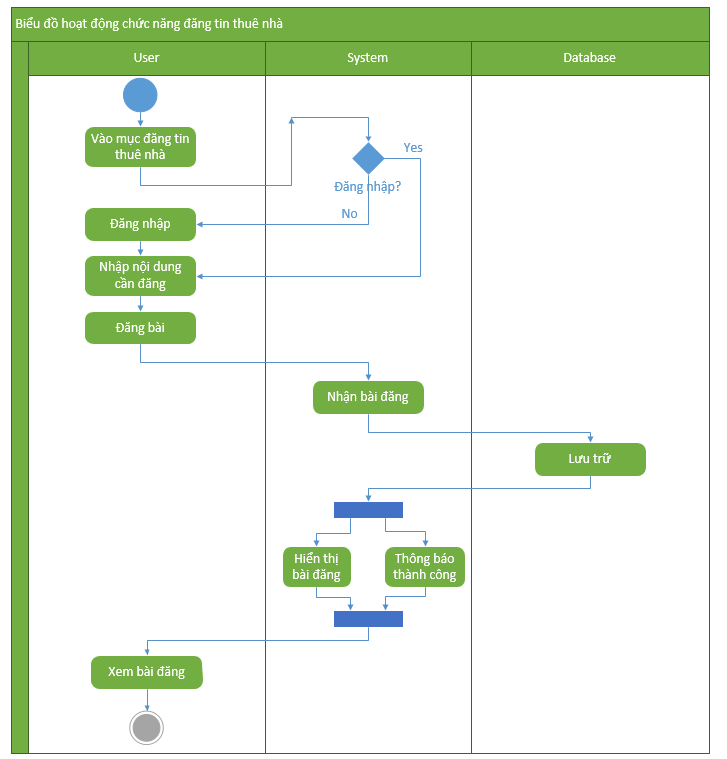 Biểu đồ hoạt động chức năng đăng tin thuê nhà
User
System
Database
Vào mục đăng tin
thuê nhà
Yes
Đăng nhập?
No
Đăng nhập
Nhập nội dung
cần đăng
Đăng bài
Nhận bài đăng
Lưu trữ
Hiển thị
bài đăng
Thông báo
thành công
Xem bài đăng